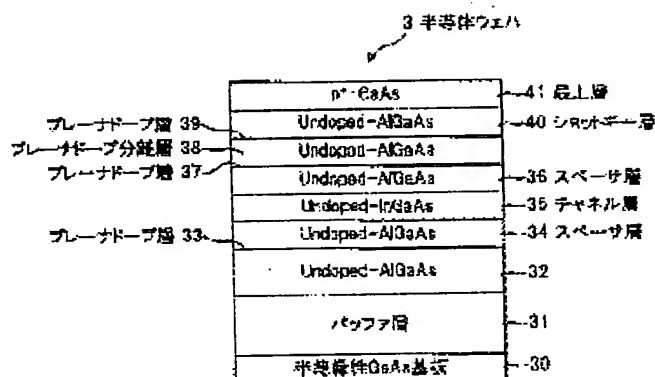 3 半導体ウェハ
n⁺-GaAs
41 最上層
プレーナドープ層 39
Undoped-AlGaAs
40 ショットキー層
プレーナドープ分離層 38
Undoped-AlGaAs
プレーナドープ層 37
Undoped-AlGaAs
36 スペーサ層
Undoped-InGaAs
35 チャネル層
プレーナドープ層 33
Undoped-AlGaAs
34 スペーサ層
Undoped-AlGaAs
32
バッファ層
31
半絶縁性GaAs基板
30